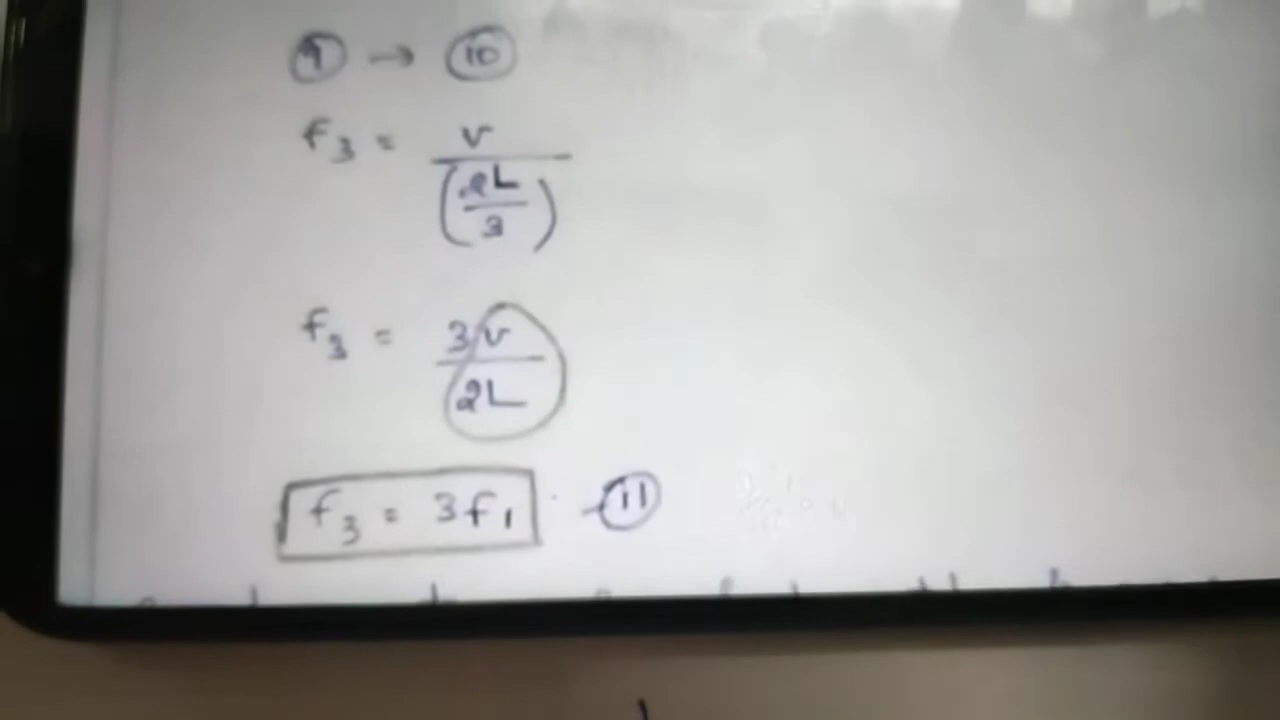 ⑨ → ⑩
f₃ = v / (2L/3)
f₃ = 3v / 2L
f₃ = 3f₁ -⑪